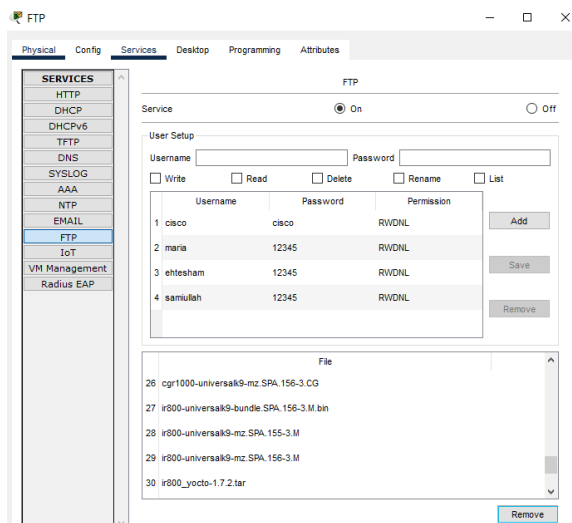 FTP
Physical Config Services Desktop Programming Attributes
SERVICES
HTTP
DHCP
DHCPv6
TFTP
DNS
SYSLOG
AAA
NTP
EMAIL
FTP
IoT
VM Management
Radius EAP
FTP
Service On Off
User Setup
Username Password
Write Read Delete Rename List
Username Password Permission
1 cisco cisco RWDNL
2 maria 12345 RWDNL
3 ehtesham 12345 RWDNL
4 samiullah 12345 RWDNL
Add
Save
Remove
File
26 cgr1000-universalk9-mz.SPA.156-3.CG
27 ir800-universalk9-bundle.SPA.156-3.M.bin
28 ir800-universalk9-mz.SPA.155-3.M
29 ir800-universalk9-mz.SPA.156-3.M
30 ir800_yocto-1.7.2.tar
Remove